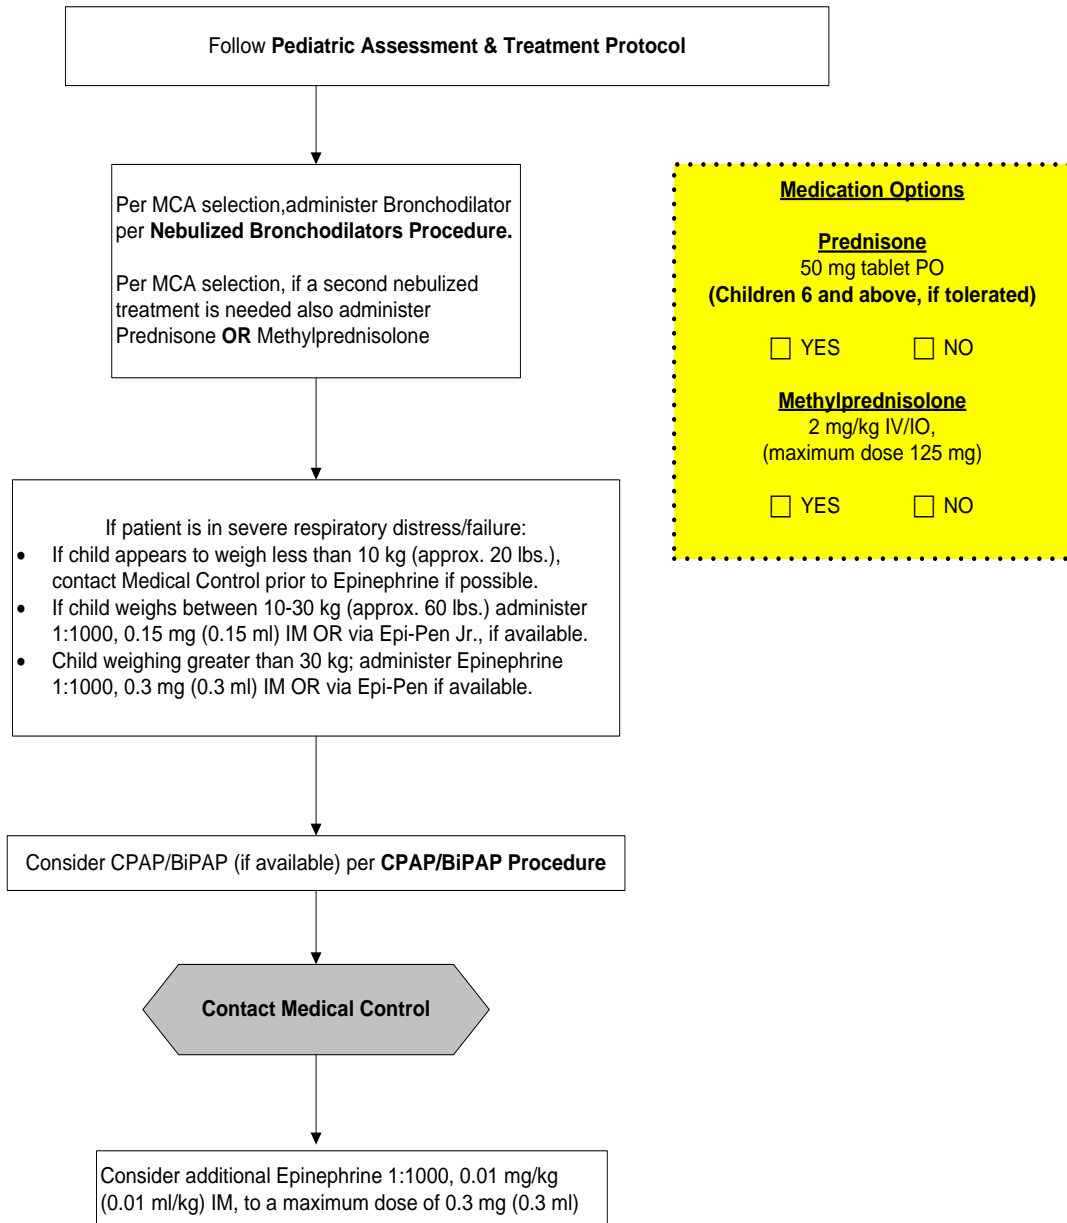 Follow Pediatric Assessment & Treatment Protocol
Per MCA selection,administer Bronchodilator
per Nebulized Bronchodilators Procedure.
Per MCA selection, if a second nebulized
treatment is needed also administer
Prednisone OR Methylprednisolone
Medication Options
Prednisone
50 mg tablet PO
(Children 6 and above, if tolerated)
YES NO
Methylprednisolone
2 mg/kg IV/IO,
(maximum dose 125 mg)
YES NO
If patient is in severe respiratory distress/failure:
• If child appears to weigh less than 10 kg (approx. 20 lbs.),
contact Medical Control prior to Epinephrine if possible.
• If child weighs between 10-30 kg (approx. 60 lbs.) administer
1:1000, 0.15 mg (0.15 ml) IM OR via Epi-Pen Jr., if available.
• Child weighing greater than 30 kg; administer Epinephrine
1:1000, 0.3 mg (0.3 ml) IM OR via Epi-Pen if available.
Consider CPAP/BiPAP (if available) per CPAP/BiPAP Procedure
Contact Medical Control
Consider additional Epinephrine 1:1000, 0.01 mg/kg
(0.01 ml/kg) IM, to a maximum dose of 0.3 mg (0.3 ml)